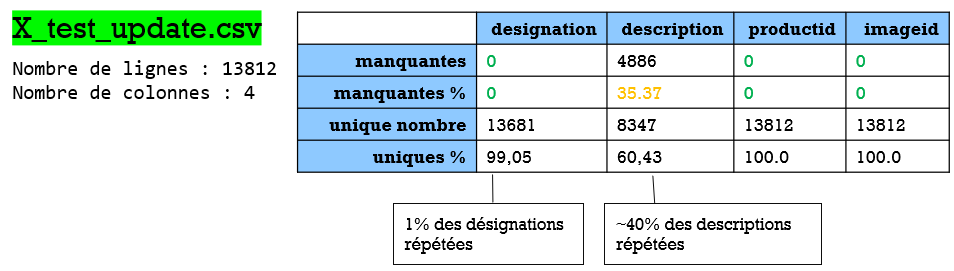 X_test_update.csv
Nombre de lignes : 13812
Nombre de colonnes : 4
designation description productid imageid
manquantes 0 4886 0 0
manquantes % 0 35.37 0 0
unique nombre 13681 8347 13812 13812
uniques % 99,05 60,43 100.0 100.0
1% des désignations
répétées
~40% des descriptions
répétées